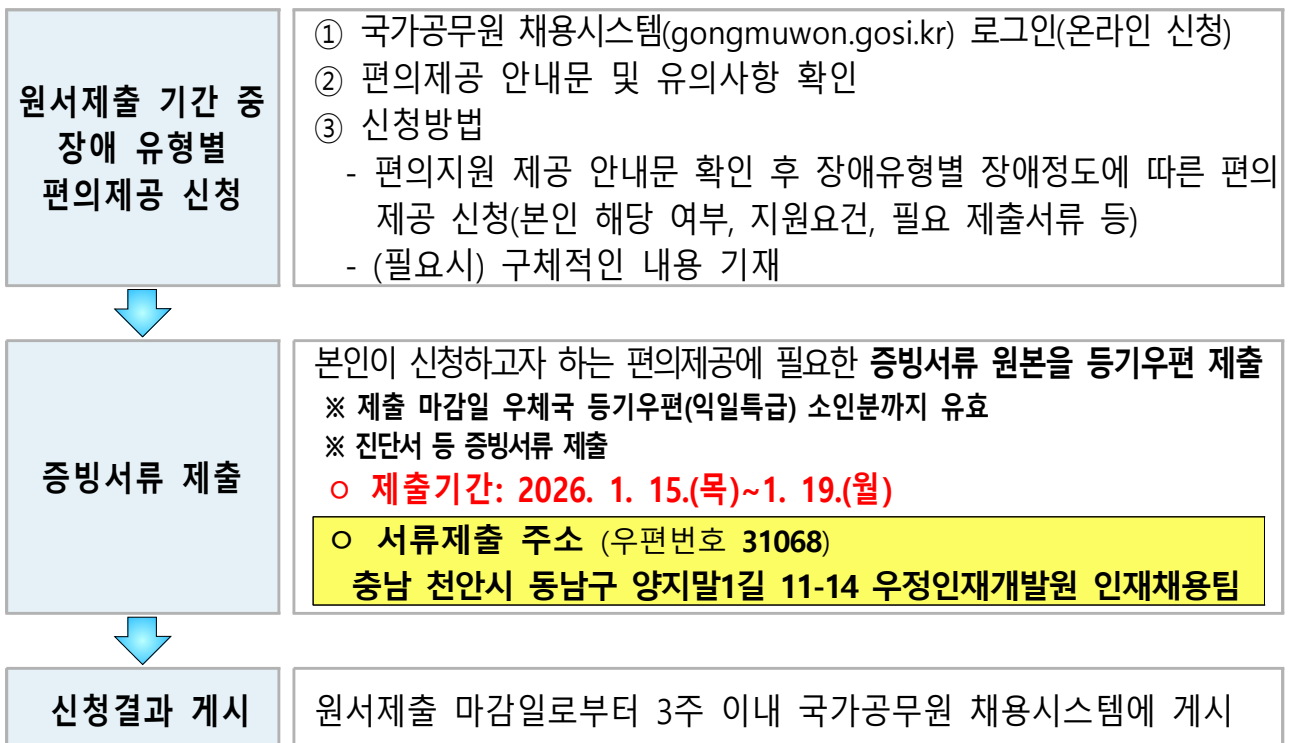 원서제출 기간 중
장애 유형별
편의제공 신청
① 국가공무원 채용시스템(gongmuwon.gosi.kr) 로그인(온라인 신청)
② 편의제공 안내문 및 유의사항 확인
③ 신청방법
- 편의지원 제공 안내문 확인 후 장애유형별 장애정도에 따른 편의
제공 신청(본인 해당 여부, 지원요건, 필요 제출서류 등)
- (필요시) 구체적인 내용 기재
증빙서류 제출
본인이 신청하고자 하는 편의제공에 필요한 증빙서류 원본을 등기우편 제출
※ 제출 마감일 우체국 등기우편(익일특급) 소인분까지 유효
※ 진단서 등 증빙서류 제출
○ 제출기간: 2026. 1. 15.(목)~1. 19.(월)
○ 서류제출 주소 (우편번호 31068)
충남 천안시 동남구 양지말1길 11-14 우정인재개발원 인재채용팀
신청결과 게시
원서제출 마감일로부터 3주 이내 국가공무원 채용시스템에 게시